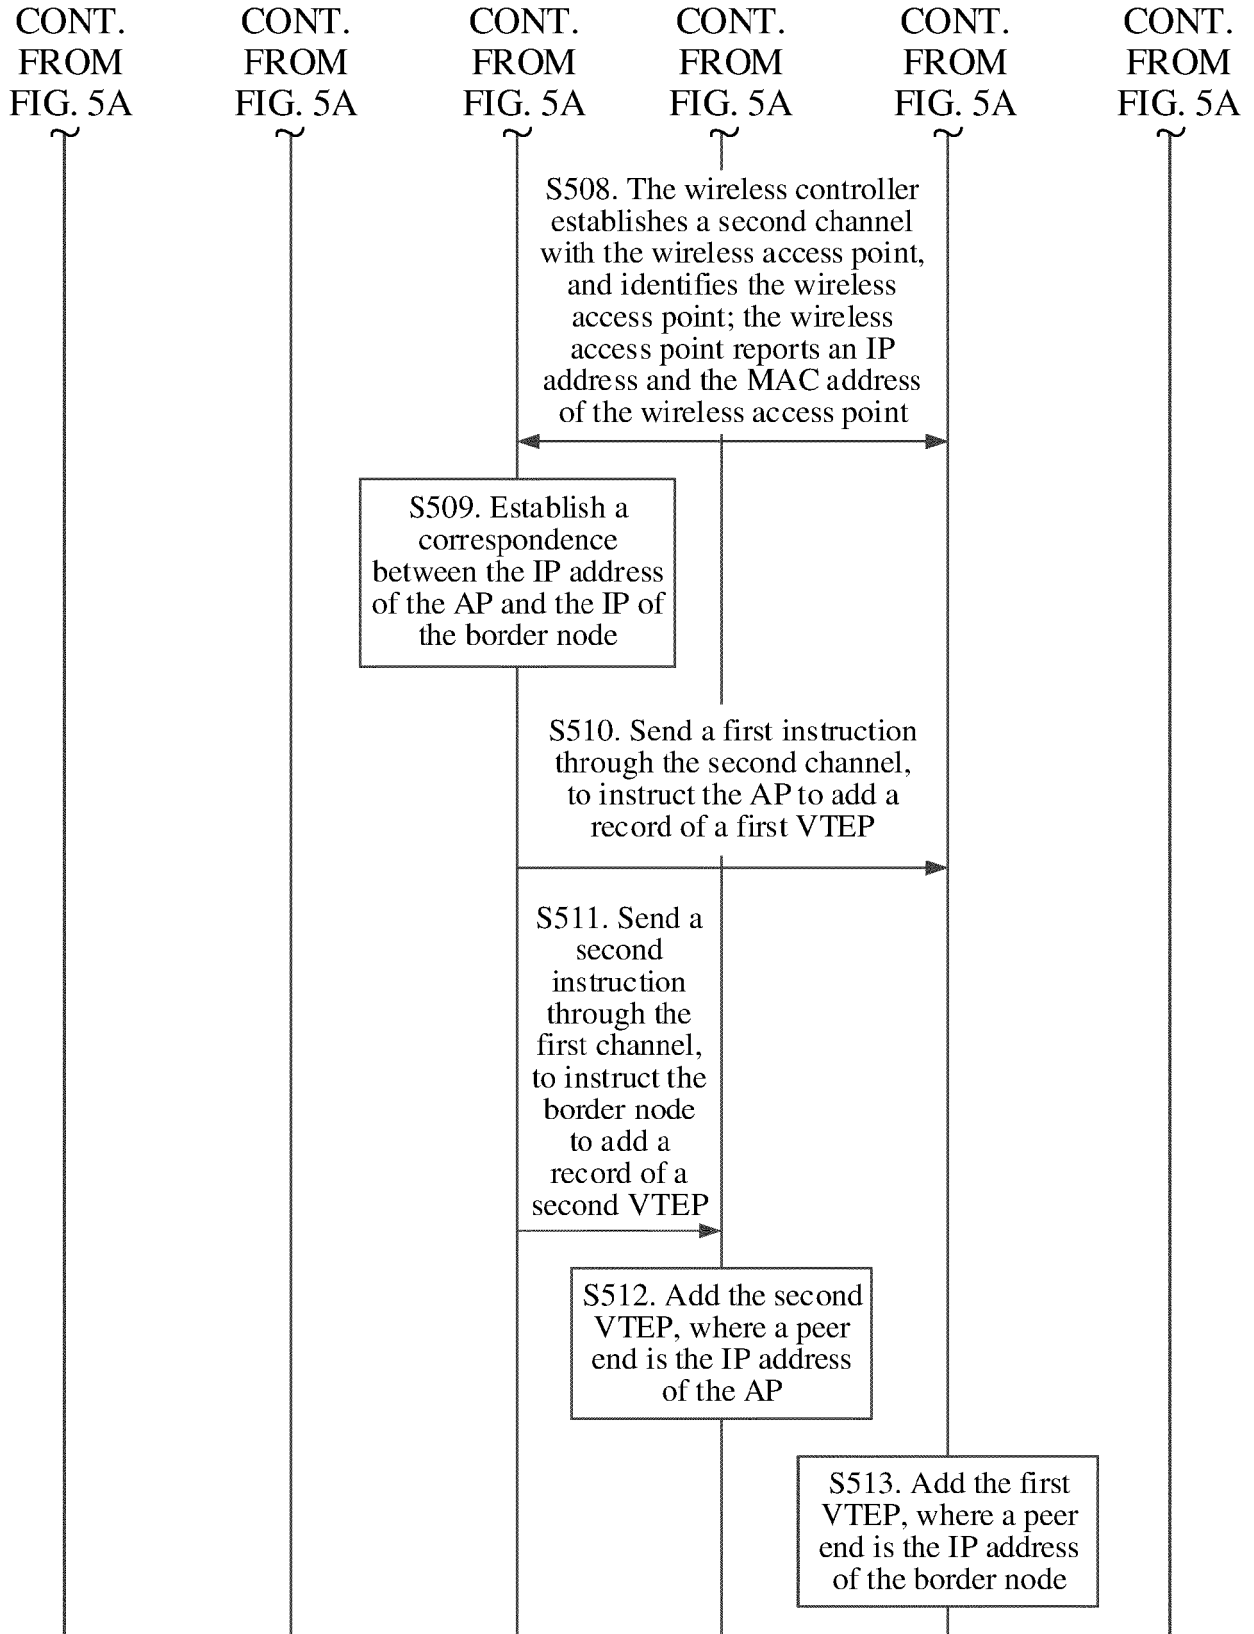 CONT.
FROM
FIG. 5A
CONT.
FROM
FIG. 5A
CONT.
FROM
FIG. 5A
CONT.
FROM
FIG. 5A
CONT.
FROM
FIG. 5A
CONT.
FROM
FIG. 5A
S508. The wireless controller
establishes a second channel
with the wireless access point,
and identifies the wireless
access point; the wireless
access point reports an IP
address and the MAC address
of the wireless access point
S509. Establish a
correspondence
between the IP address
of the AP and the IP of
the border node
S510. Send a first instruction
through the second channel,
to instruct the AP to add a
record of a first VTEP
S511. Send a
second
instruction
through the
first channel,
to instruct the
border node
to add a
record of a
second VTEP
S512. Add the second
VTEP, where a peer
end is the IP address
of the AP
S513. Add the first
VTEP, where a peer
end is the IP address
of the border node